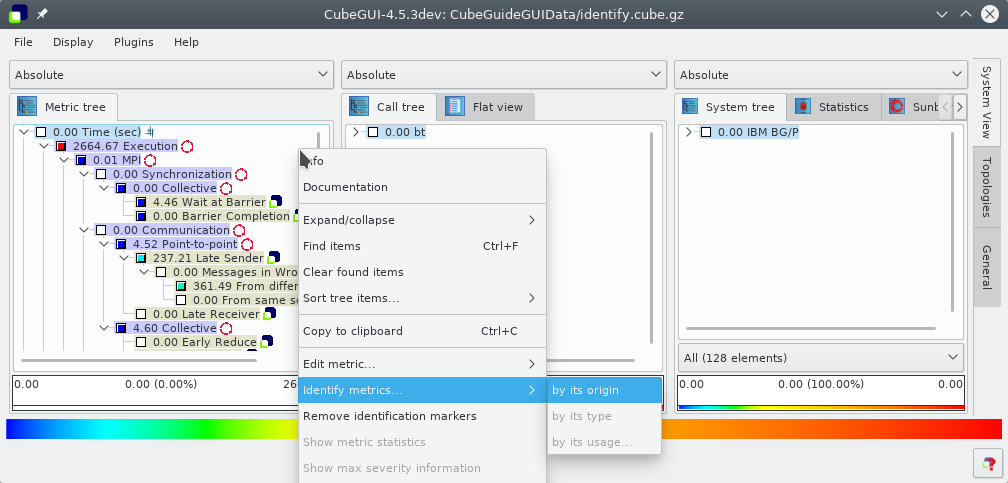 CubeGUI-4.5.3dev: CubeGuideGUIData/identify.cube.gz
File Display Plugins Help
Absolute Absolute Absolute
Metric tree Call tree Flat view System tree Statistics Sunb
0.00 Time (sec)
2664.67 Execution
0.01 MPI
0.00 Synchronization
0.00 Collective
4.46 Wait at Barrier
0.00 Barrier Completion
0.00 Communication
4.52 Point-to-point
237.21 Late Sender
0.00 Messages in Wro
361.49 From differ
0.00 From same s
0.00 Late Receiver
4.60 Collective
0.00 Early Reduce
0.00 0.00 (0.00%) 26
0.00 bt
0.00 IBM BG/P
All (128 elements)
0.00 0.00 (100.00%) 0.00
System View
Topologies
General
nfo
Documentation
Expand/collapse
Find items Ctrl+F
Clear found items
Sort tree items...
Copy to clipboard Ctrl+C
Edit metric...
Identify metrics...
Remove identification markers
Show metric statistics
Show max severity information
by its origin
by its type
by its usage...